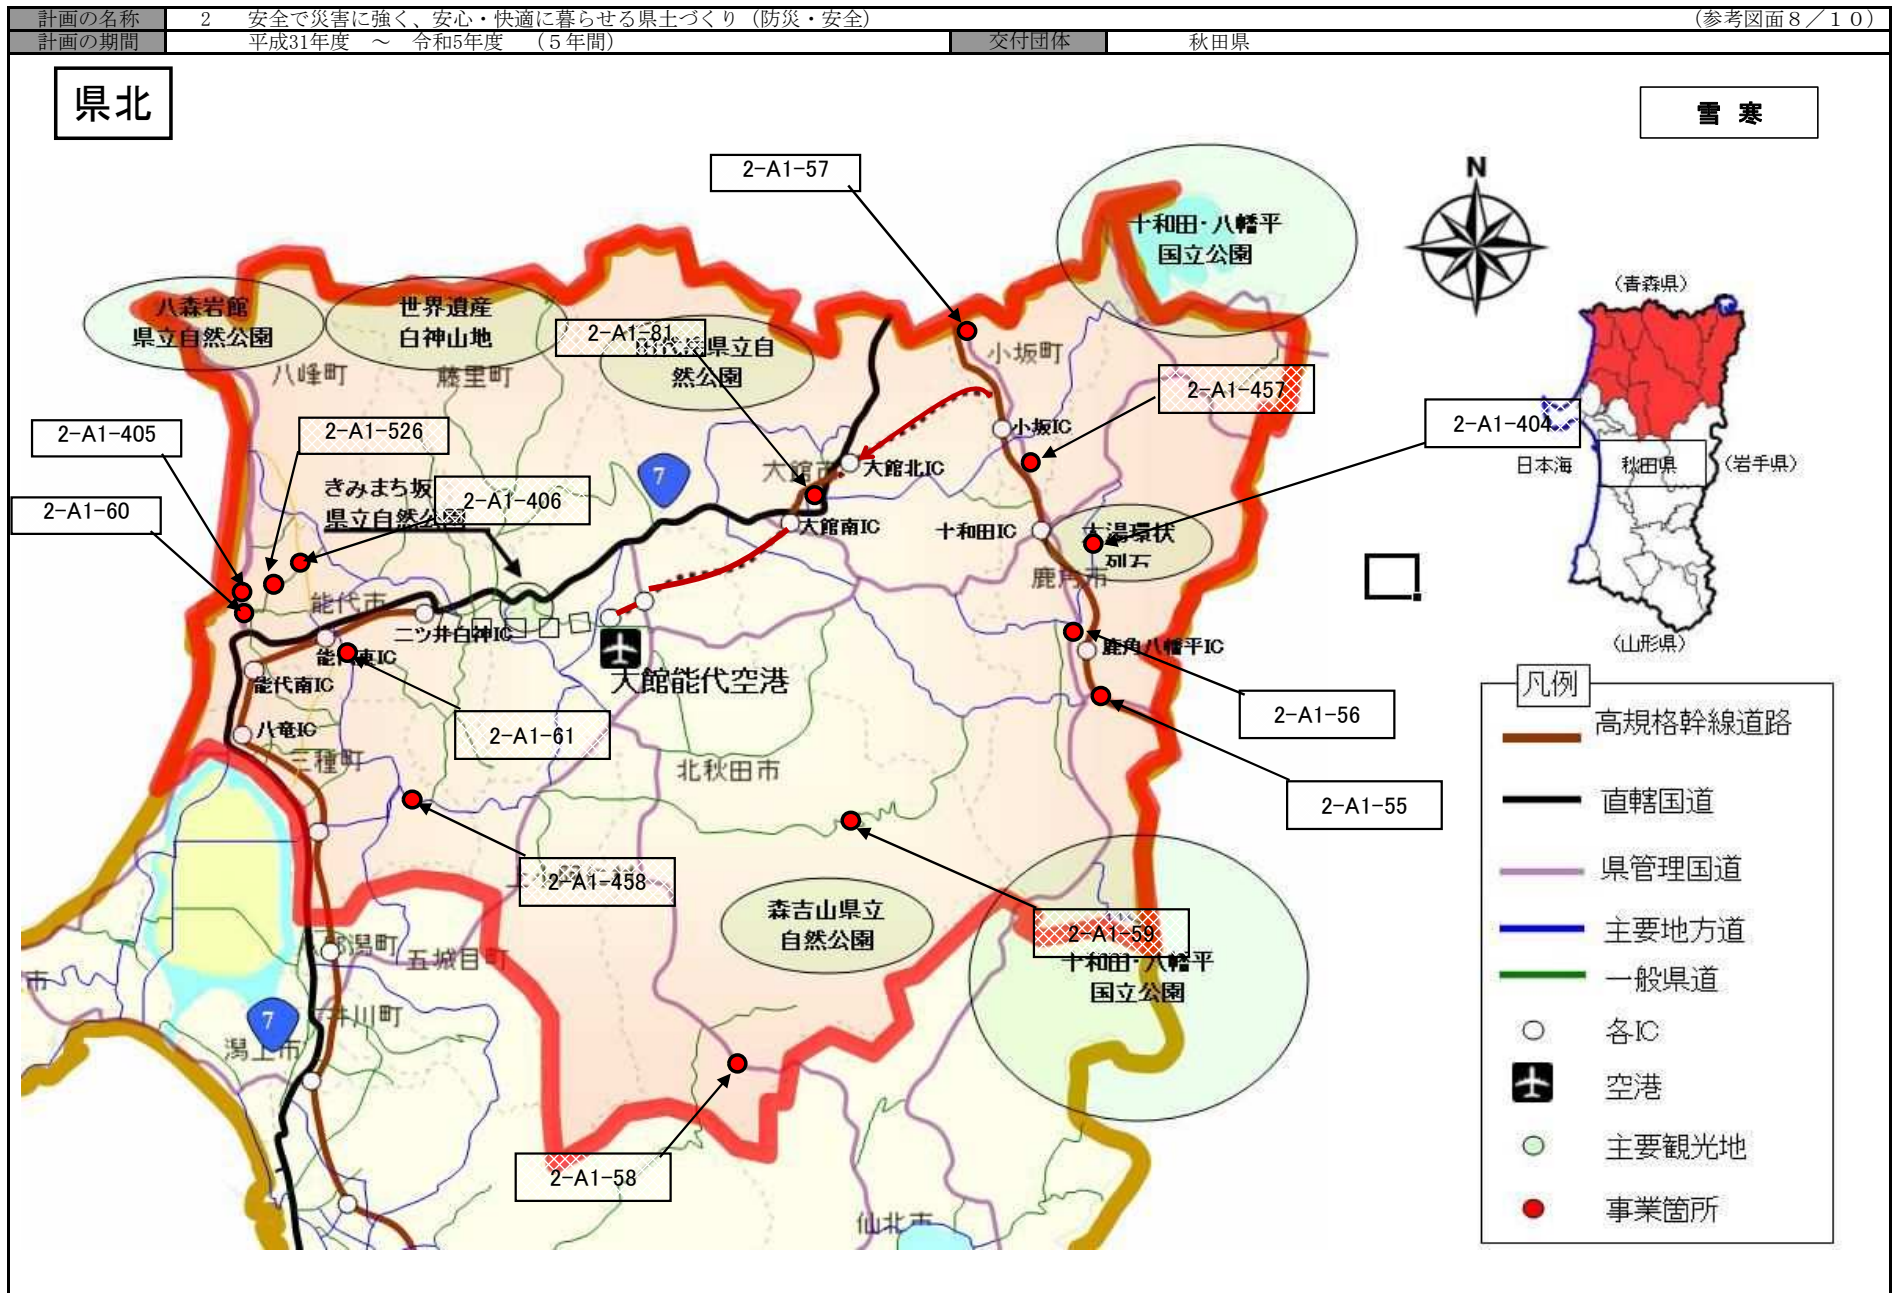 計画の名称 2 安全で災害に強く、安心・快適に暮らせる県土づくり（防災・安全） （参考図面８／１０）
計画の期間 平成31年度 ～ 令和5年度 （５年間） 交付団体 秋田県
県北
雪寒
2-A1-57
N
十和田・八幡平
国立公園
八森岩館
県立自然公園
世界遺産
白神山地
2-A1-81
県立自
然公園
八峰町
藤里町
小坂町
2-A1-457
（青森県）
2-A1-405
2-A1-526
2-A1-404
小坂IC
日本海
秋田県
（岩手県）
大館北IC
7
きみまち坂
県立自然公園
2-A1-406
2-A1-60
大館南IC
十和田IC
大湯環状
列石
鹿角市
能代市
二ツ井白神IC
能代東IC
能代南IC
大館能代空港
鹿角八幡平IC
（山形県）
八竜IC
三種町
2-A1-61
北秋田市
2-A1-56
2-A1-55
2-A1-458
森吉山県立
自然公園
2-A1-59
十和田・八幡平
国立公園
潟町
五城目町
井川町
7
潟上市
市
2-A1-58
仙北市
凡例
高規格幹線道路
直轄国道
県管理国道
主要地方道
一般県道
各IC
空港
主要観光地
事業箇所